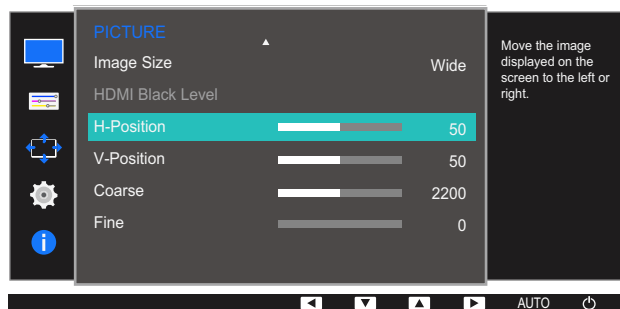 PICTURE
Image Size Wide
HDMI Black Level
H-Position 50
V-Position 50
Coarse 2200
Fine 0
Move the image
displayed on the
screen to the left or
right.
AUTO